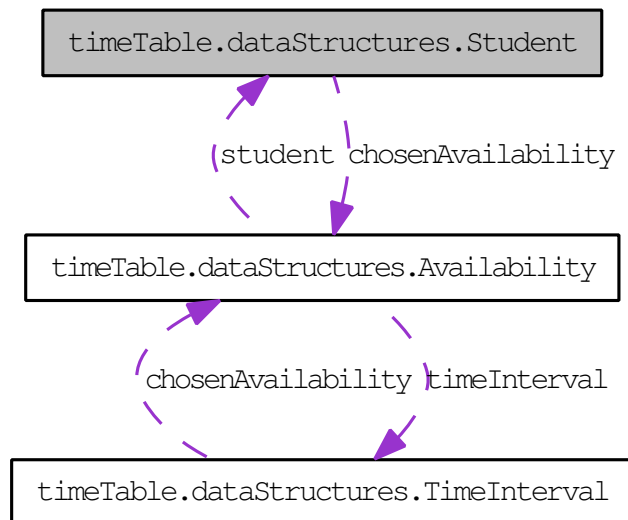 timeTable.dataStructures.Student
student chosenAvailability
timeTable.dataStructures.Availability
chosenAvailability timeInterval
timeTable.dataStructures.TimeInterval